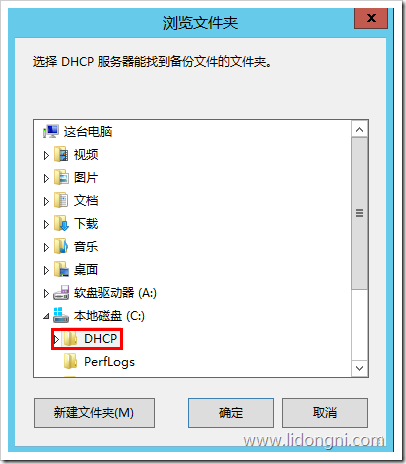 浏览文件夹
选择 DHCP 服务器能找到备份文件的文件夹。
这台电脑
视频
图片
文档
下载
音乐
桌面
软盘驱动器 (A:)
本地磁盘 (C:)
DHCP
PerfLogs
新建文件夹(M) 确定 取消
www.lidongni.com